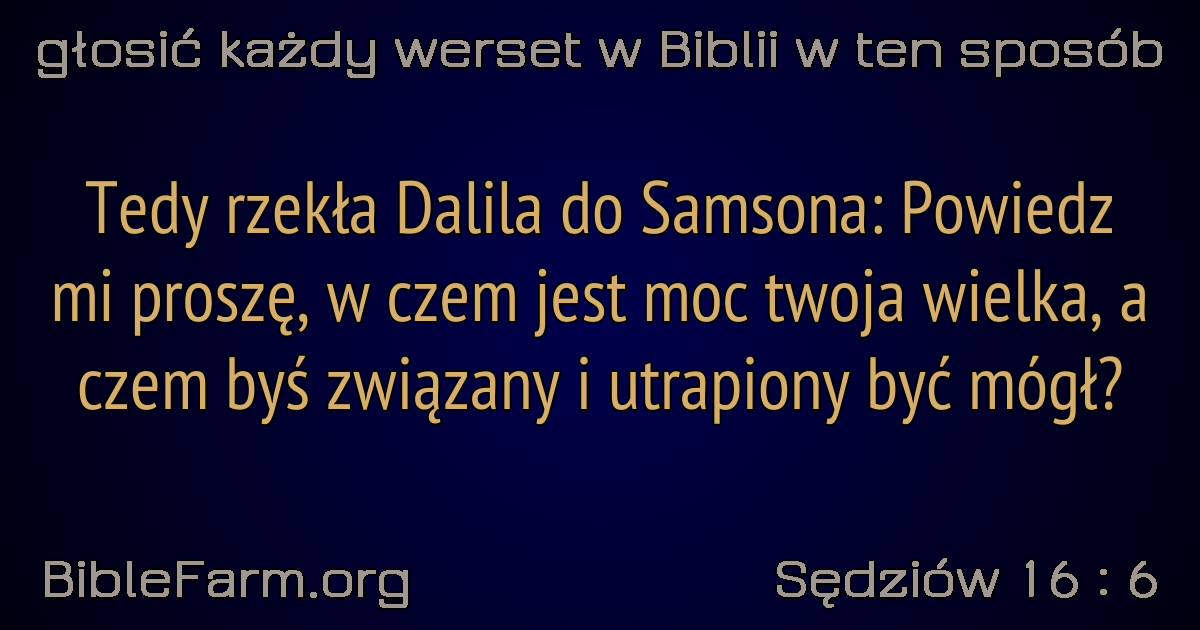 głosić każdy werset w Biblii w ten sposób
Tedy rzekła Dalila do Samsona: Powiedz
mi proszę, w czem jest moc twoja wielka, a
czem byś związany i utrapiony być mógł?
BibleFarm.org
Sędziów 16 : 6